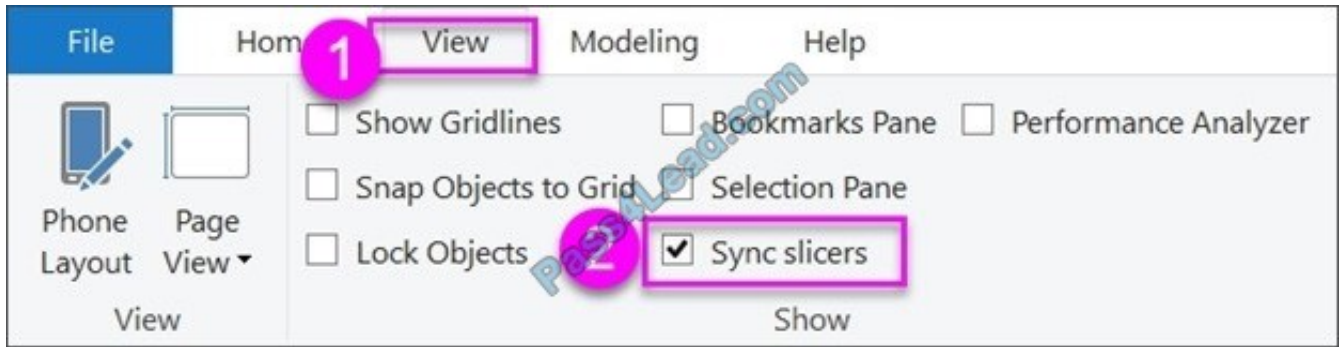 File Hom 1 View Modeling Help
Show Gridlines Bookmarks Pane Performance Analyzer
Snap Objects to Grid Selection Pane
Phone Layout
Page View
Lock Objects 2 Sync slicers
View Show
Pass4Lead.com